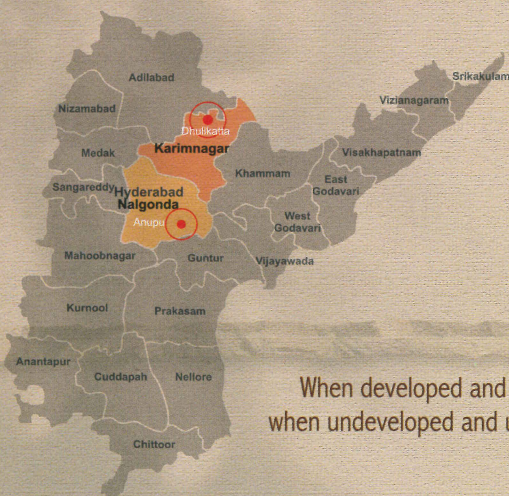 Adilabad
Srikakulam
Vizianagaram
Nizamabad
Dhulikatta
Karimnagar
Medak
Visakhapatnam
Khammam
East
Godavari
Sangareddy
Hyderabad
Nalgonda
Anupu
West
Godavari
Mahoobnagar
Guntur
Vijayawada
Kurnool
Prakasam
Anantapur
Cuddapah
Nellore
When developed and
when undeveloped and u
Chittoor